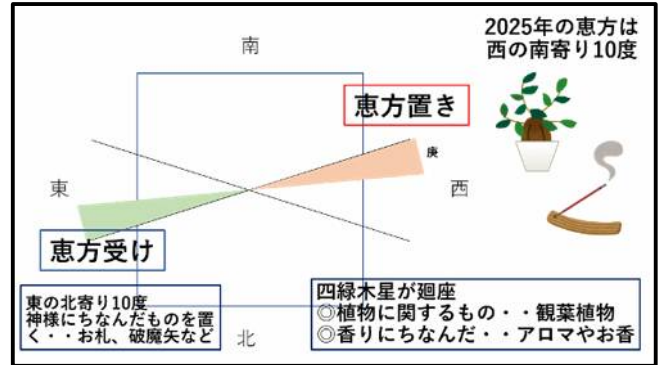 2025年の恵方は
西の南寄り10度
南
恵方置き
庚
東
西
恵方受け
東の北寄り10度
神様にちなんだものを置
く・・お札、破魔矢など
北
四緑木星が廻座
◎植物に関するもの・・観葉植物
◎香りにちなんだ・・アロマやお香